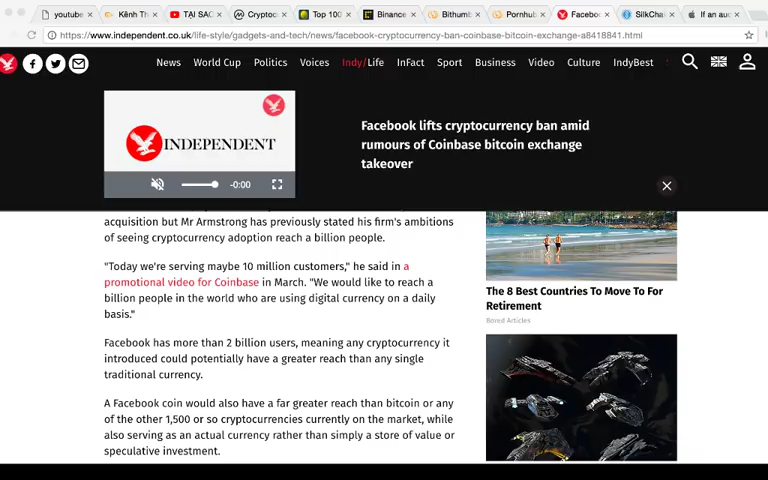 youtube
Kênh Th
TẠI SAO
Cryptoc
Top 100
Binance
Bithumb
Pornhub
Faceboo
SilkChai
If an au
https://www.independent.co.uk/life-style/gadgets-and-tech/news/facebook-cryptocurrency-ban-coinbase-bitcoin-exchange-a8418841.html
News World Cup Politics Voices Indy/Life InFact Sport Business Video Culture IndyBest
INDEPENDENT
-0:00
Facebook lifts cryptocurrency ban amid
rumours of Coinbase bitcoin exchange
takeover
acquisition but Mr Armstrong has previously stated his firm's ambitions
of seeing cryptocurrency adoption reach a billion people.
"Today we're serving maybe 10 million customers," he said in a
promotional video for Coinbase in March. "We would like to reach a
billion people in the world who are using digital currency on a daily
basis."
Facebook has more than 2 billion users, meaning any cryptocurrency it
introduced could potentially have a greater reach than any single
traditional currency.
A Facebook coin would also have a far greater reach than bitcoin or any
of the other 1,500 or so cryptocurrencies currently on the market, while
also serving as an actual currency rather than simply a store of value or
speculative investment.
The 8 Best Countries To Move To For
Retirement
Bored Articles